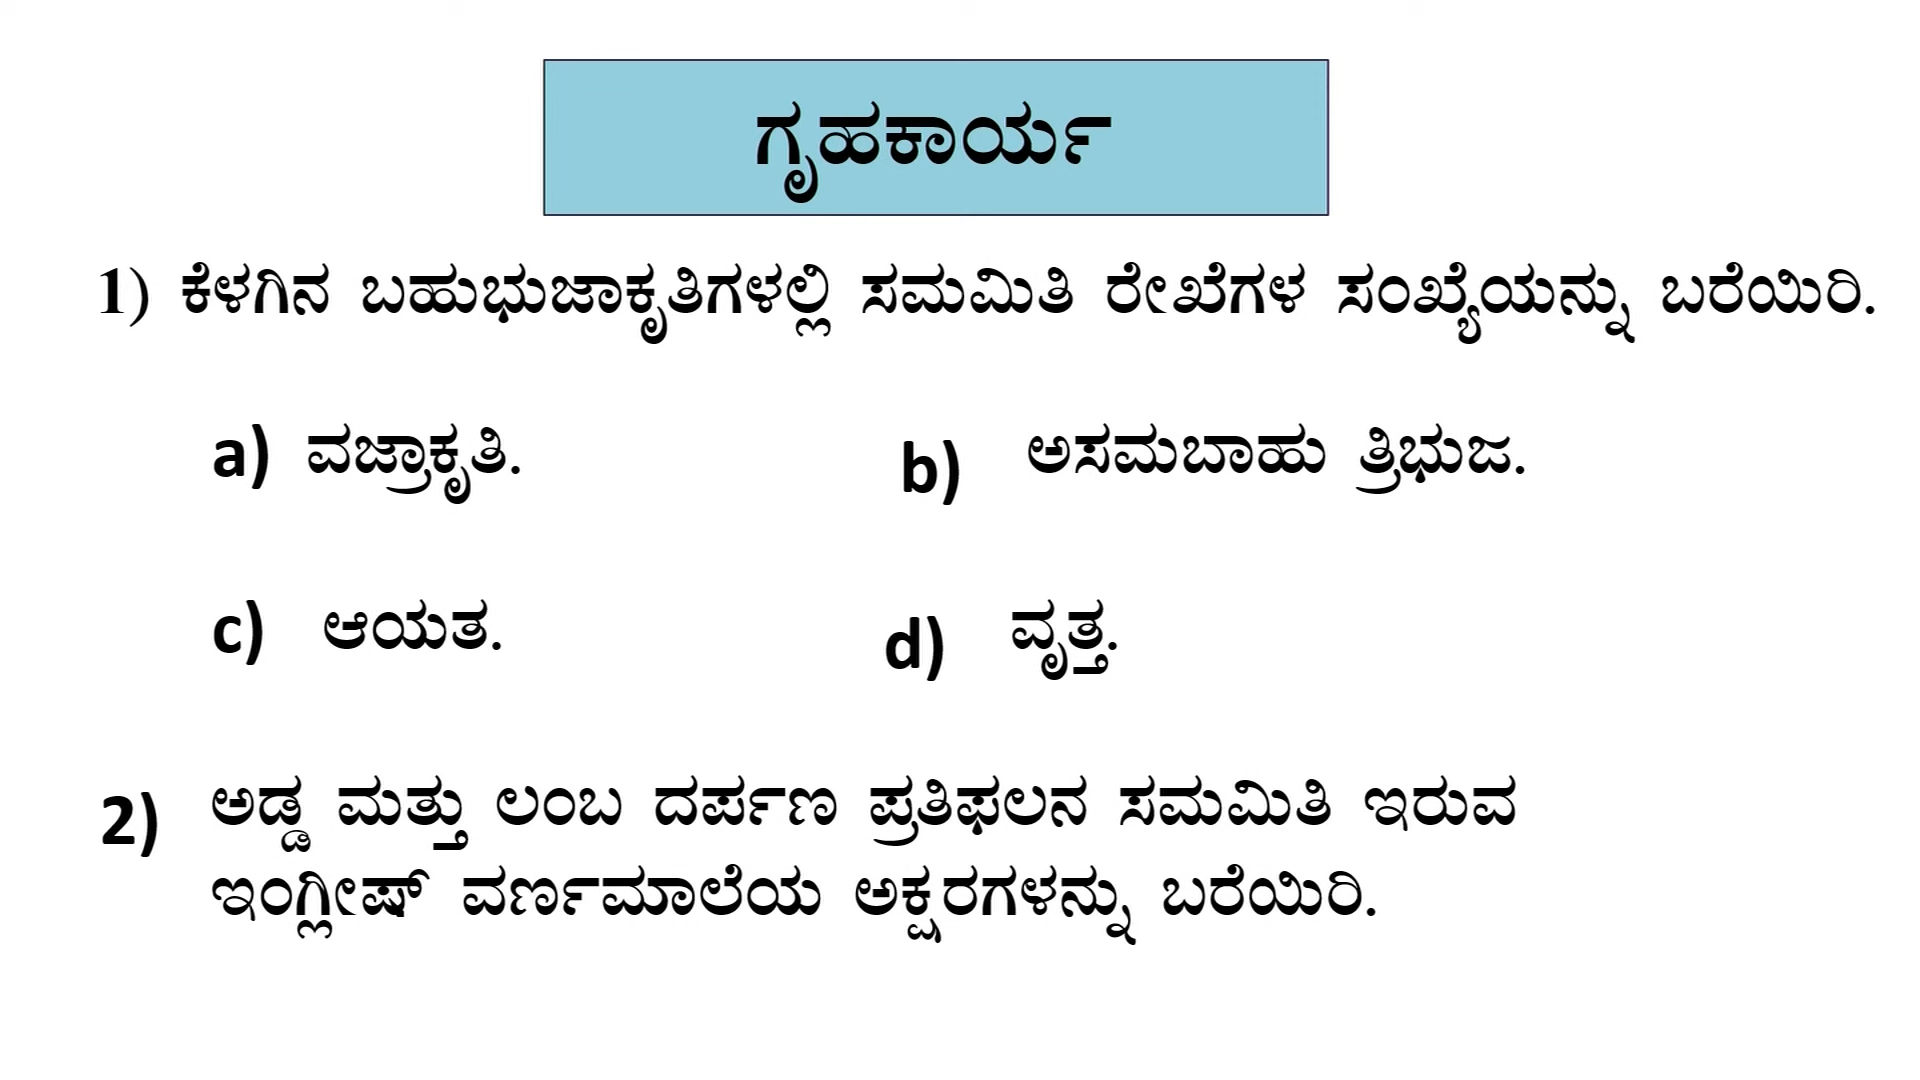 ಗೃಹಕಾರ್ಯ
1) ಕೆಳಗಿನ ಬಹುಭುಜಾಕೃತಿಗಳಲ್ಲಿ ಸಮಮಿತಿ ರೇಖೆಗಳ ಸಂಖ್ಯೆಯನ್ನು ಬರೆಯಿರಿ.
a) ವಜ್ರಾಕೃತಿ. b) ಅಸಮಬಾಹು ತ್ರಿಭುಜ.
c) ಆಯತ. d) ವೃತ್ತ.
2) ಅಡ್ಡ ಮತ್ತು ಲಂಬ ದರ್ಪಣ ಪ್ರತಿಫಲನ ಸಮಮಿತಿ ಇರುವ
ಇಂಗ್ಲೀಷ್ ವರ್ಣಮಾಲೆಯ ಅಕ್ಷರಗಳನ್ನು ಬರೆಯಿರಿ.